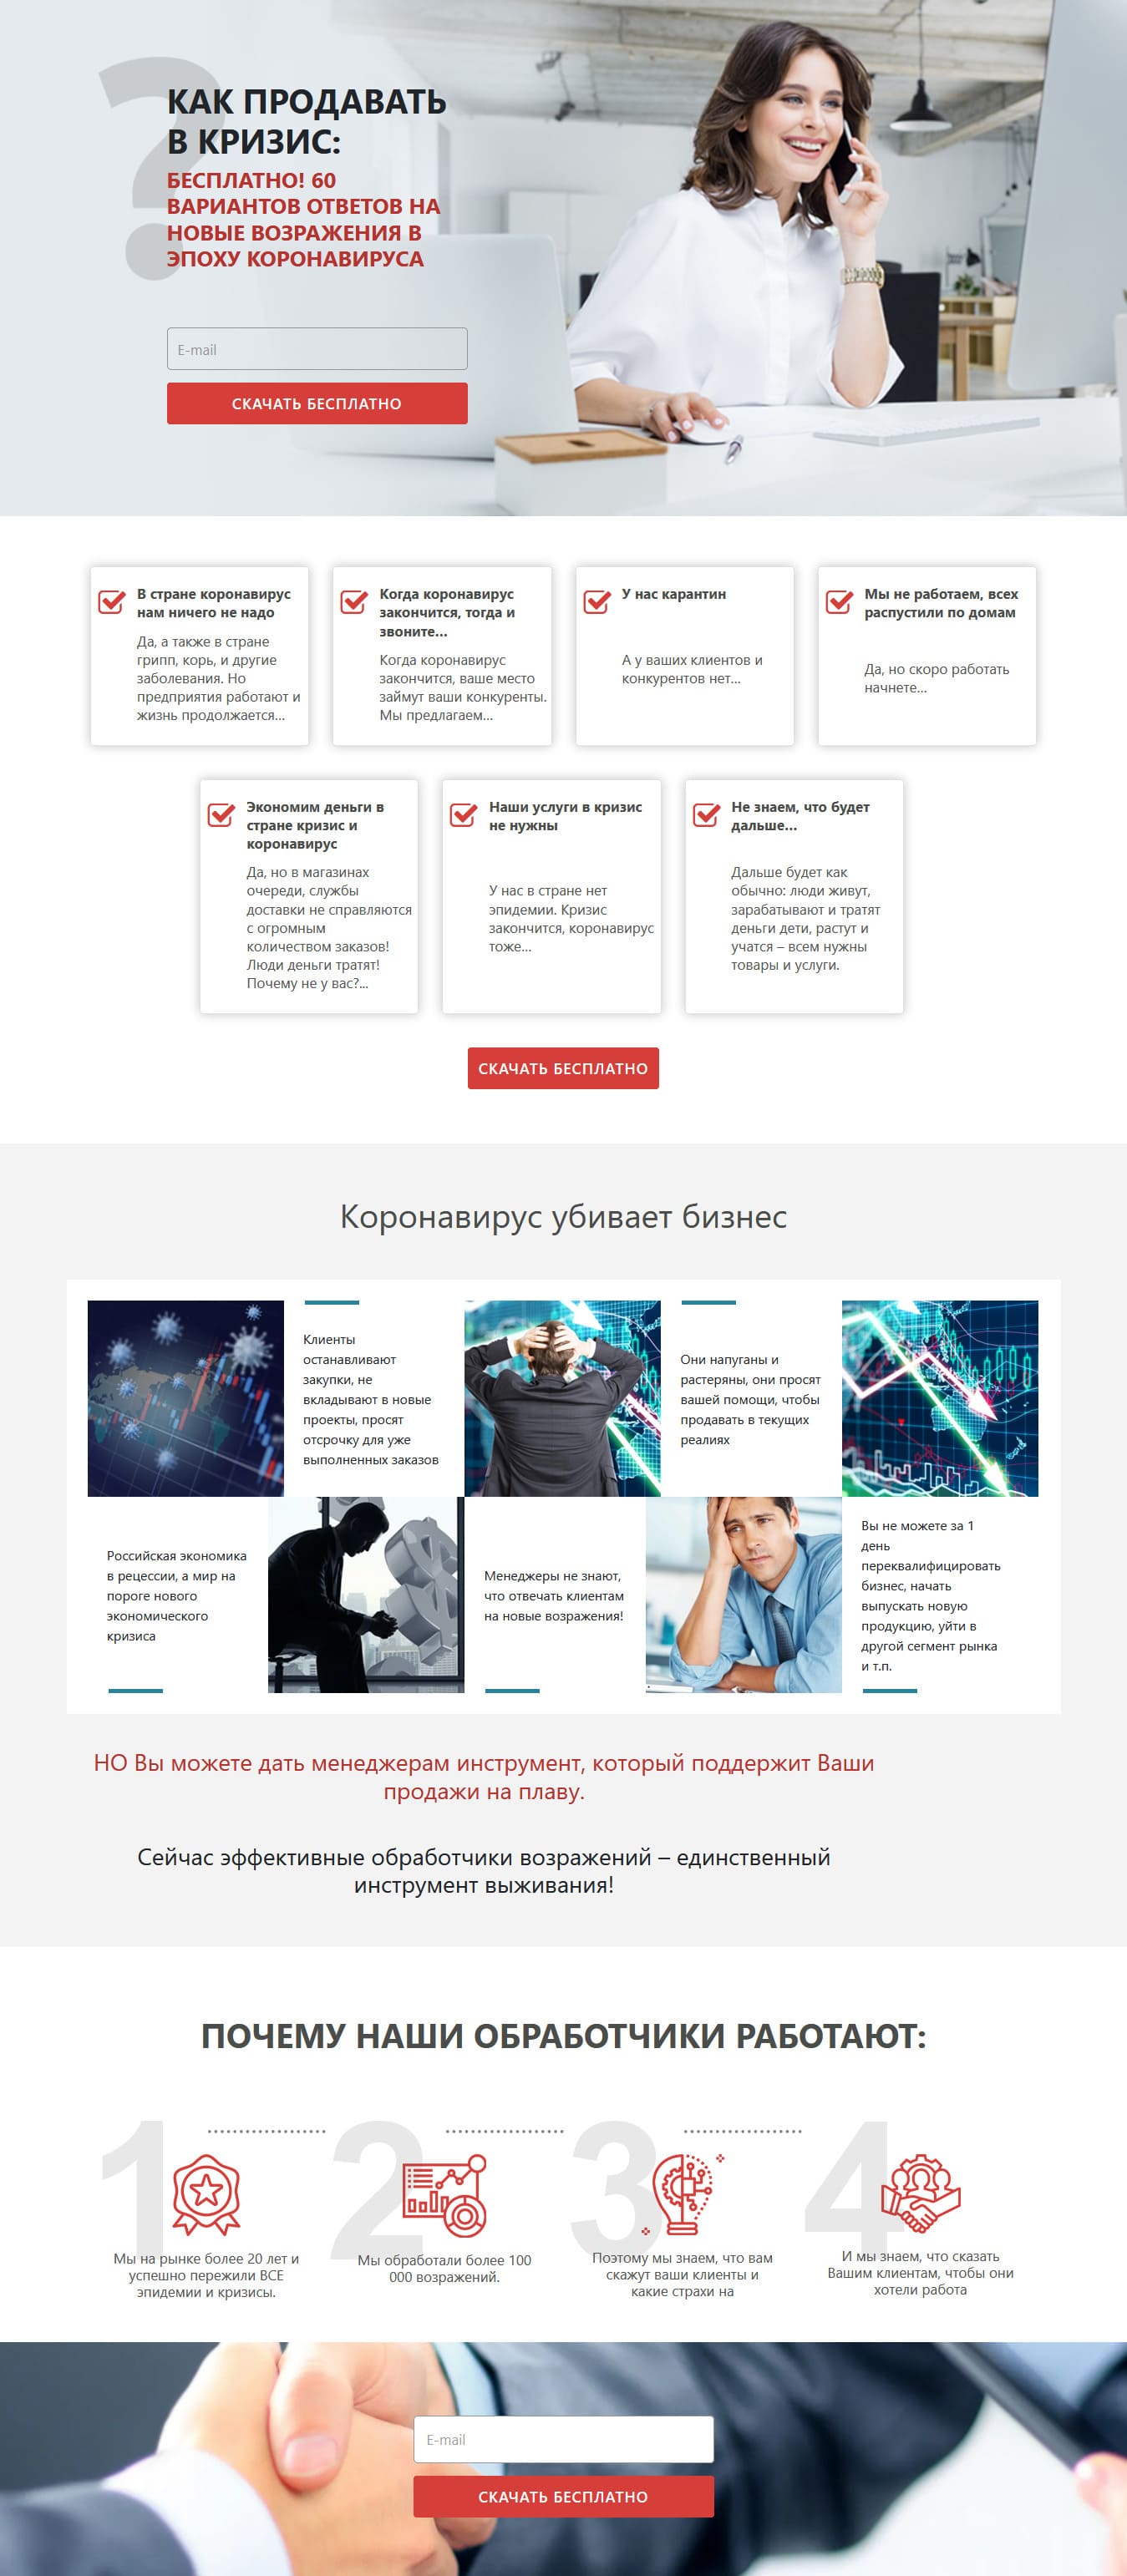 ?
КАК ПРОДАВАТЬ
В КРИЗИС:
БЕСПЛАТНО! 60
ВАРИАНТОВ ОТВЕТОВ НА
НОВЫЕ ВОЗРАЖЕНИЯ В
ЭПОХУ КОРОНАВИРУСА
E-mail
СКАЧАТЬ БЕСПЛАТНО
В стране коронавирус
нам ничего не надо
Да, а также в стране
грипп, корь, и другие
заболевания. Но
предприятия работают и
жизнь продолжается...
Когда коронавирус
закончится, тогда и
звоните...
Когда коронавирус
закончится, ваше место
займут ваши конкуренты.
Мы предлагаем...
У нас карантин
А у ваших клиентов и
конкурентов нет...
Мы не работаем, всех
распустили по домам
Да, но скоро работать
начнете...
Экономим деньги в
стране кризис и
коронавирус
Да, но в магазинах
очереди, службы
доставки не справляются
с огромным
количеством заказов!
Люди деньги тратят!
Почему не у вас?...
Наши услуги в кризис
не нужны
У нас в стране нет
эпидемии. Кризис
закончится, коронавирус
тоже...
Не знаем, что будет
дальше...
Дальше будет как
обычно: люди живут,
зарабатывают и тратят
деньги дети, растут и
учатся – всем нужны
товары и услуги.
СКАЧАТЬ БЕСПЛАТНО
Коронавирус убивает бизнес
Клиенты
останавливают
закупки, не
вкладывают в новые
проекты, просят
отсрочку для уже
выполненных заказов
Они напуганы и
растеряны, они просят
вашей помощи, чтобы
продавать в текущих
реалиях
Российская экономика
в рецессии, а мир на
пороге нового
экономического
кризиса
Менеджеры не знают,
что отвечать клиентам
на новые возражения!
Вы не можете за 1
день
переквалифицировать
бизнес, начать
выпускать новую
продукцию, уйти в
другой сегмент рынка
и т.п.
НО Вы можете дать менеджерам инструмент, который поддержит Ваши
продажи на плаву.
Сейчас эффективные обработчики возражений – единственный
инструмент выживания!
ПОЧЕМУ НАШИ ОБРАБОТЧИКИ РАБОТАЮТ:
1
Мы на рынке более 20 лет и
успешно пережили ВСЕ
эпидемии и кризисы.
2
Мы обработали более 100
000 возражений.
3
Поэтому мы знаем, что вам
скажут ваши клиенты и
какие страхи на
4
И мы знаем, что сказать
Вашим клиентам, чтобы они
хотели работа
E-mail
СКАЧАТЬ БЕСПЛАТНО